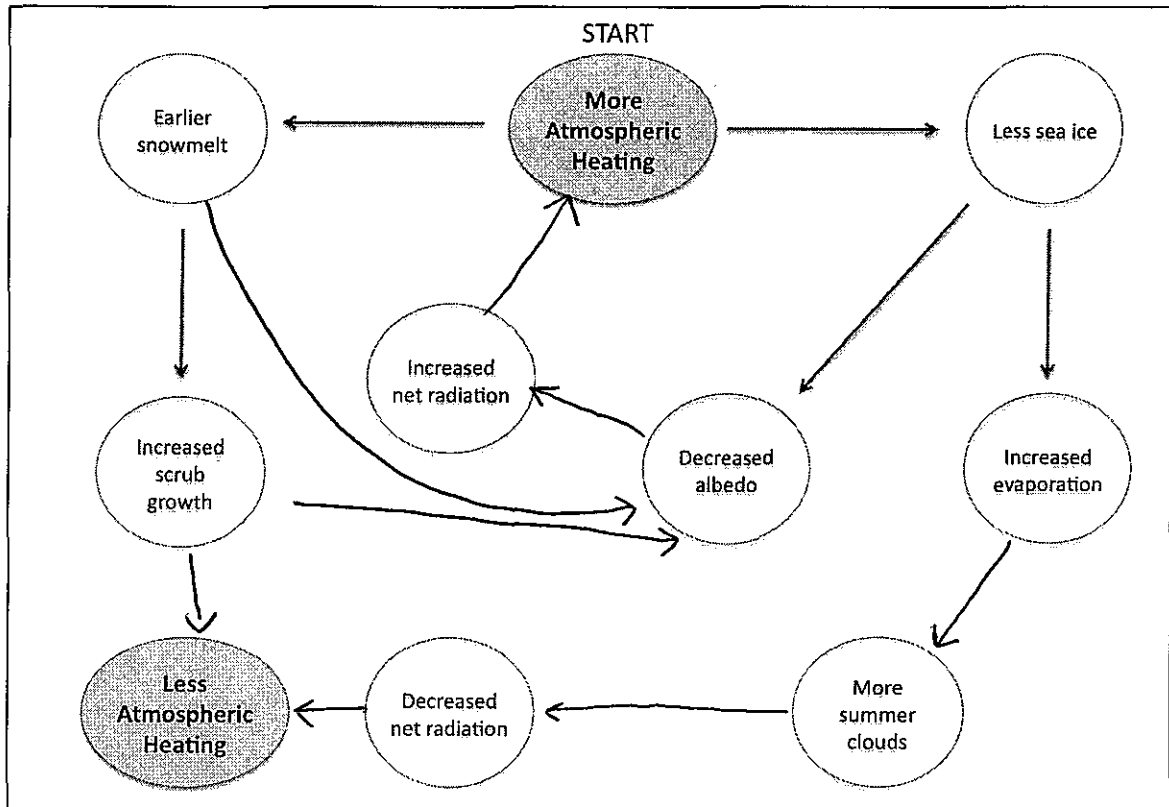 START
Earlier
snowmelt
More
Atmospheric
Heating
Less sea ice
Increased
net radiation
Increased
scrub
growth
Decreased
albedo
Increased
evaporation
Less
Atmospheric
Heating
Decreased
net radiation
More
summer
clouds